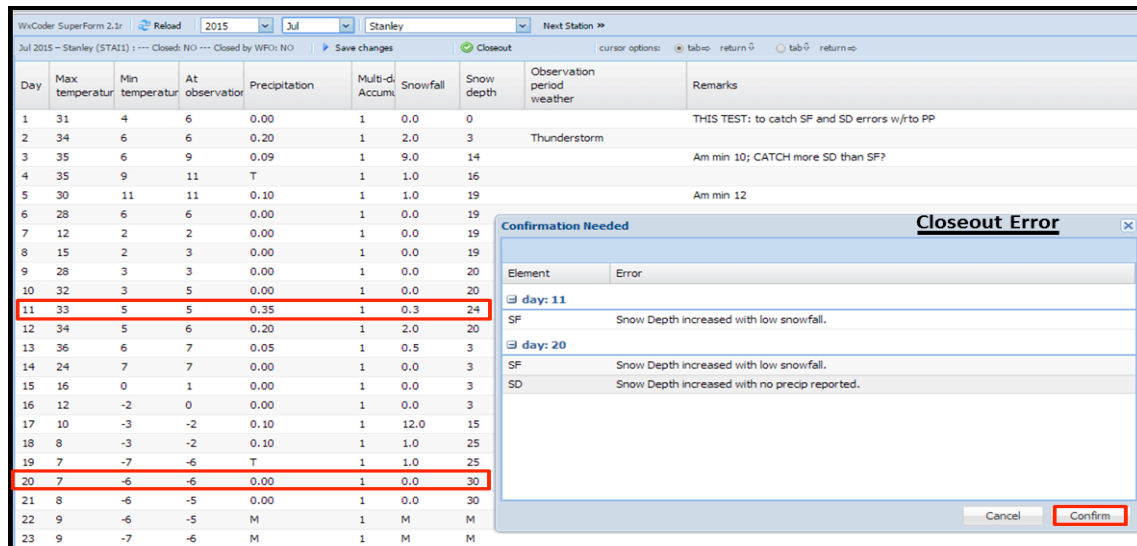 WxCoder SuperForm 2.1r Reload 2015 Jul Stanley Next Station »
Jul 2015 – Stanley (STAI1) : --- Closed: NO --- Closed by WFO: NO Save changes Closeout cursor options: tab⇨ return⇩ tab⇩ return⇨
Day Max temperatur Min temperatur At observation Precipitation Multi-da Accumu Snowfall Snow depth Observation period weather Remarks
1 31 4 6 0.00 1 0.0 0 THIS TEST: to catch SF and SD errors w/rto PP
2 34 6 6 0.20 1 2.0 3 Thunderstorm
3 35 6 9 0.09 1 9.0 14 Am min 10; CATCH more SD than SF?
4 35 9 11 T 1 1.0 16
5 30 11 11 0.10 1 1.0 19 Am min 12
6 28 6 6 0.00 1 0.0 19
7 12 2 2 0.00 1 0.0 19
8 15 2 3 0.00 1 0.0 19
9 28 3 3 0.00 1 0.0 20
10 32 3 5 0.00 1 0.0 20
11 33 5 5 0.35 1 0.3 24
12 34 5 6 0.20 1 2.0 20
13 36 6 7 0.05 1 0.5 3
14 24 7 7 0.00 1 0.0 3
15 16 0 1 0.00 1 0.0 3
16 12 -2 0 0.00 1 0.0 3
17 10 -3 -2 0.10 1 12.0 15
18 8 -3 -2 0.10 1 1.0 25
19 7 -7 -6 T 1 1.0 25
20 7 -6 -6 0.00 1 0.0 30
21 8 -6 -5 0.00 1 0.0 30
22 9 -6 -5 M 1 M M
23 9 -7 -6 M 1 M M
Confirmation Needed Closeout Error
Element Error
day: 11
SF Snow Depth increased with low snowfall.
day: 20
SF Snow Depth increased with low snowfall.
SD Snow Depth increased with no precip reported.
Cancel Confirm